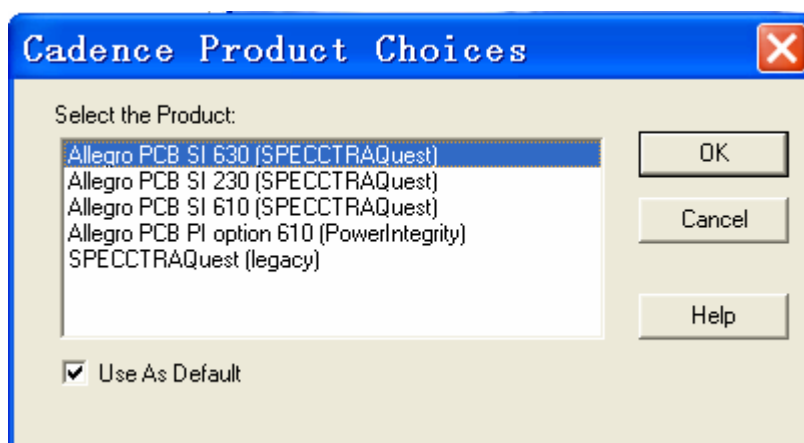 Cadence Product Choices
Select the Product:
Allegro PCB SI 630 (SPECCTRAQuest)
Allegro PCB SI 230 (SPECCTRAQuest)
Allegro PCB SI 610 (SPECCTRAQuest)
Allegro PCB PI option 610 (PowerIntegrity)
SPECCTRAQuest (legacy)
OK
Cancel
Help
Use As Default